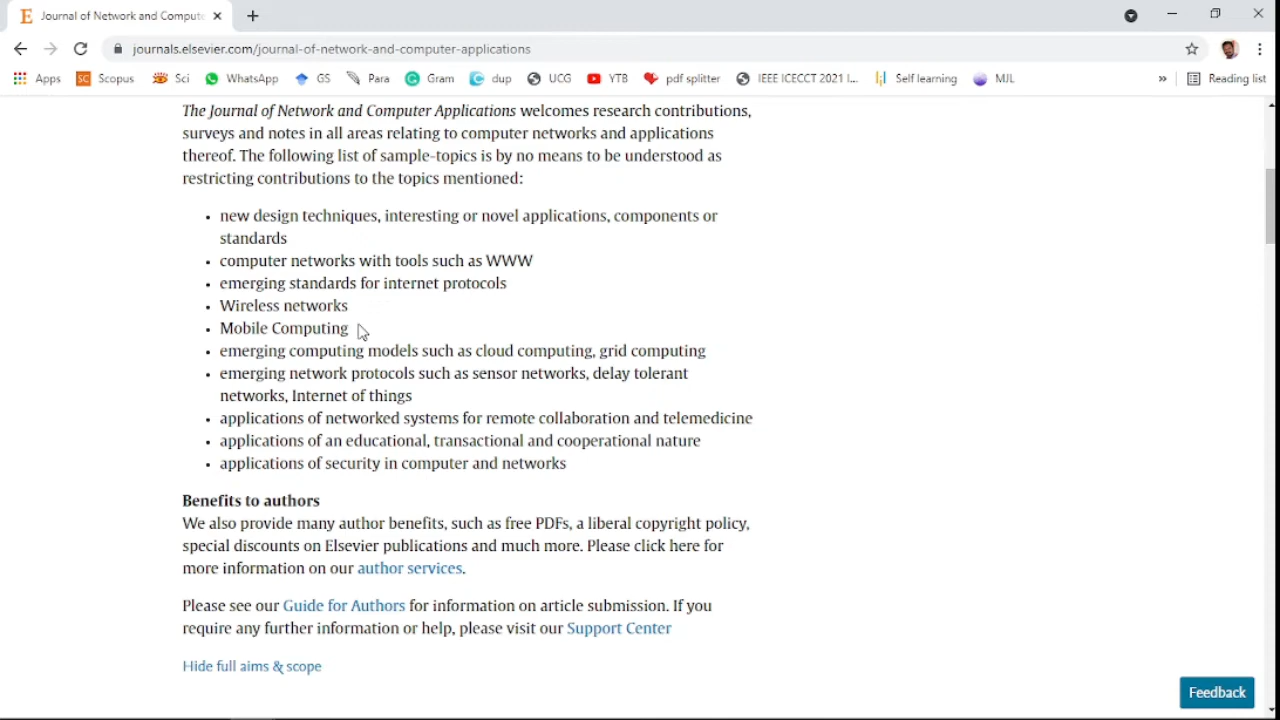 Journal of Network and Compute
journals.elsevier.com/journal-of-network-and-computer-applications
Apps Scopus Sci WhatsApp GS Para Gram dup UCG YTB pdf splitter IEEE ICECCT 2021 I... Self learning MJL » Reading list
The Journal of Network and Computer Applications welcomes research contributions,
surveys and notes in all areas relating to computer networks and applications
thereof. The following list of sample-topics is by no means to be understood as
restricting contributions to the topics mentioned:
• new design techniques, interesting or novel applications, components or
standards
• computer networks with tools such as WWW
• emerging standards for internet protocols
• Wireless networks
• Mobile Computing
• emerging computing models such as cloud computing, grid computing
• emerging network protocols such as sensor networks, delay tolerant
networks, Internet of things
• applications of networked systems for remote collaboration and telemedicine
• applications of an educational, transactional and cooperational nature
• applications of security in computer and networks
Benefits to authors
We also provide many author benefits, such as free PDFs, a liberal copyright policy,
special discounts on Elsevier publications and much more. Please click here for
more information on our author services.
Please see our Guide for Authors for information on article submission. If you
require any further information or help, please visit our Support Center
Hide full aims & scope
Feedback